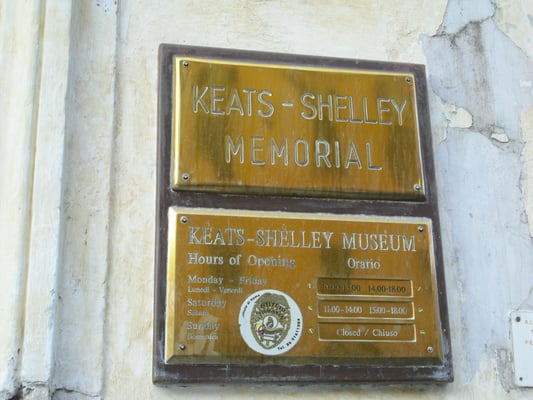 KEATS - SHELLEY
MEMORIAL
KEATS-SHELLEY MUSEUM
Hours of Opening Orario
Monday - Friday
Lunedì - Venerdì
14.00-18.00
Saturday
Sabato
11.00-14.00 15.00-18.00
Sunday
Domenica
Closed / Chiuso